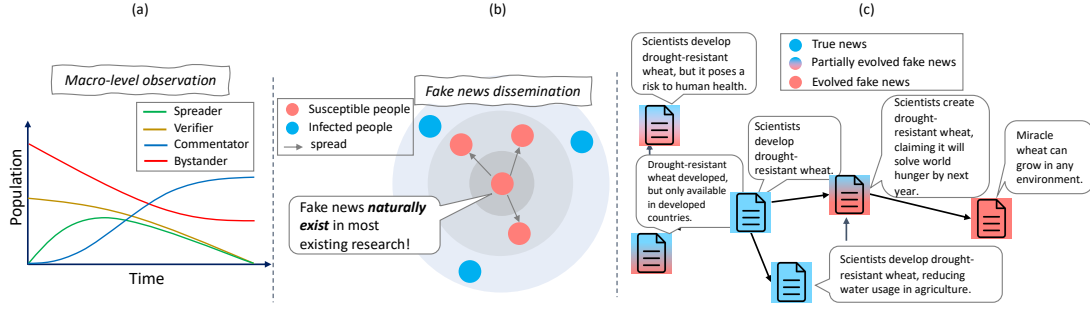 (a)
Macro-level observation
Spreader
Verifier
Commentator
Bystander
Population
Time
(b)
Fake news dissemination
Susceptible people
Infected people
spread
Fake news naturally
exist in most
existing research!
(c)
True news
Partially evolved fake news
Evolved fake news
Scientists develop
drought-resistant
wheat, but it poses a
risk to human health.
Drought-resistant
wheat developed,
but only available
in developed
countries.
Scientists
develop
drought-
resistant wheat.
Scientists create
drought-
resistant wheat,
claiming it will
solve world
hunger by next
year.
Miracle
wheat can
grow in any
environment.
Scientists develop drought-
resistant wheat, reducing
water usage in agriculture.